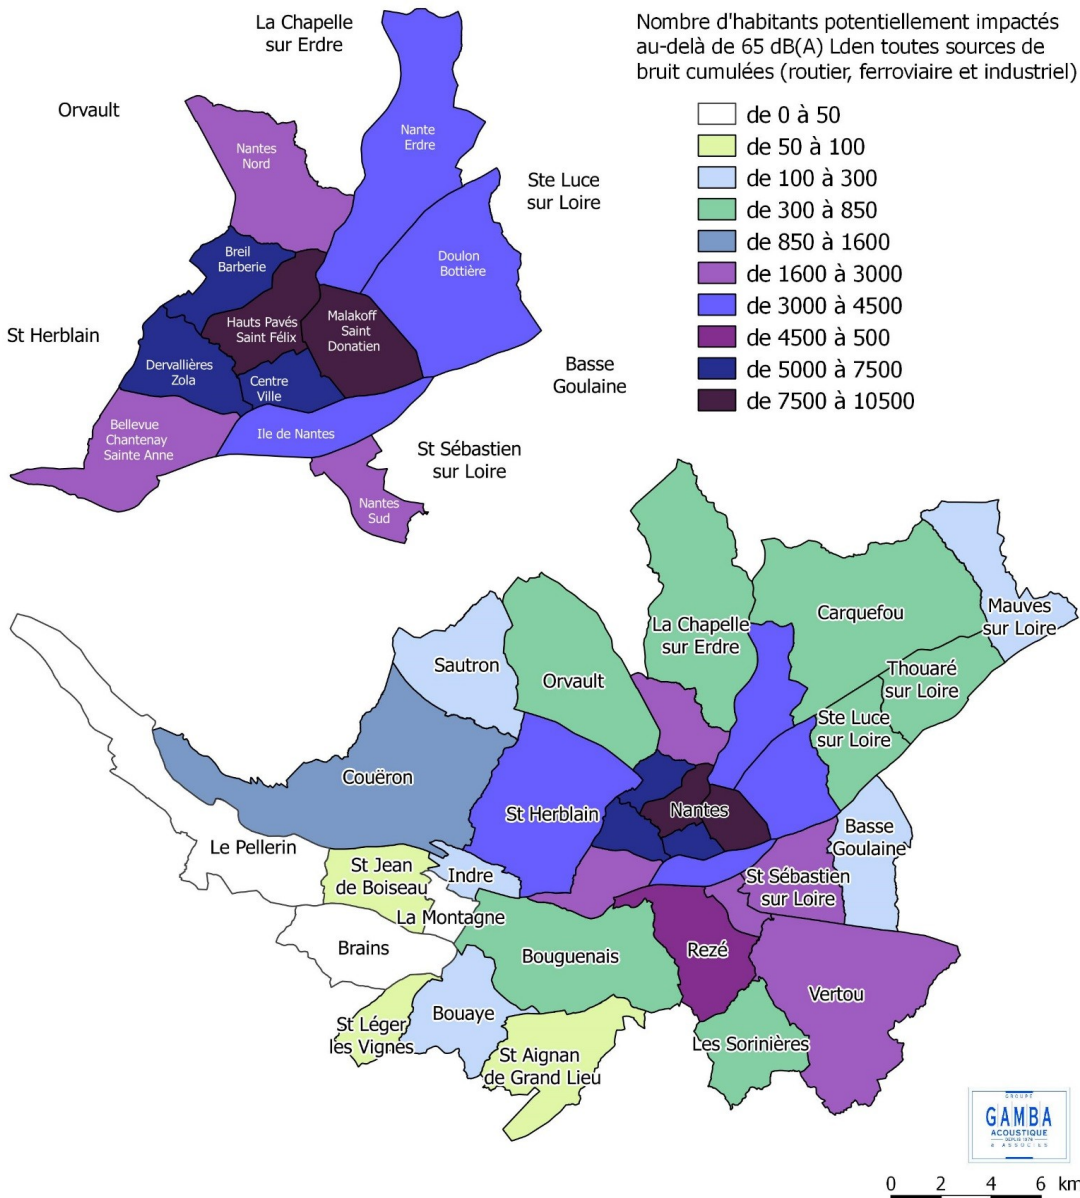 La Chapelle
sur Erdre
Orvault
Nantes
Nord
Nante
Erdre
Ste Luce
sur Loire
Breil
Barberie
Doulon
Bottière
St Herblain
Hauts Pavés
Saint Félix
Malakoff
Saint
Donatien
Dervallières
Zola
Centre
Ville
Basse
Goulaine
Bellevue
Chantenay
Sainte Anne
Ile de Nantes
St Sébastien
sur Loire
Nantes
Sud
Nombre d'habitants potentiellement impactés
au-delà de 65 dB(A) Lden toutes sources de
bruit cumulées (routier, ferroviaire et industriel)
de 0 à 50
de 50 à 100
de 100 à 300
de 300 à 850
de 850 à 1600
de 1600 à 3000
de 3000 à 4500
de 4500 à 500
de 5000 à 7500
de 7500 à 10500
Mauves
sur Loire
Carquefou
La Chapelle
sur Erdre
Sautron
Orvault
Thouaré
sur Loire
Ste Luce
sur Loire
Couëron
St Herblain
Nantes
Basse
Goulaine
Le Pellerin
St Jean
de Boiseau
Indre
St Sébastien
sur Loire
La Montagne
Brains
Bouguenais
Rezé
Vertou
St Léger
les Vignes
Bouaye
St Aignan
de Grand Lieu
Les Sorinières
GROUPE
GAMBA
ACOUSTIQUE
DEPUIS 1978
& ASSOCIÉS
0 2 4 6 km